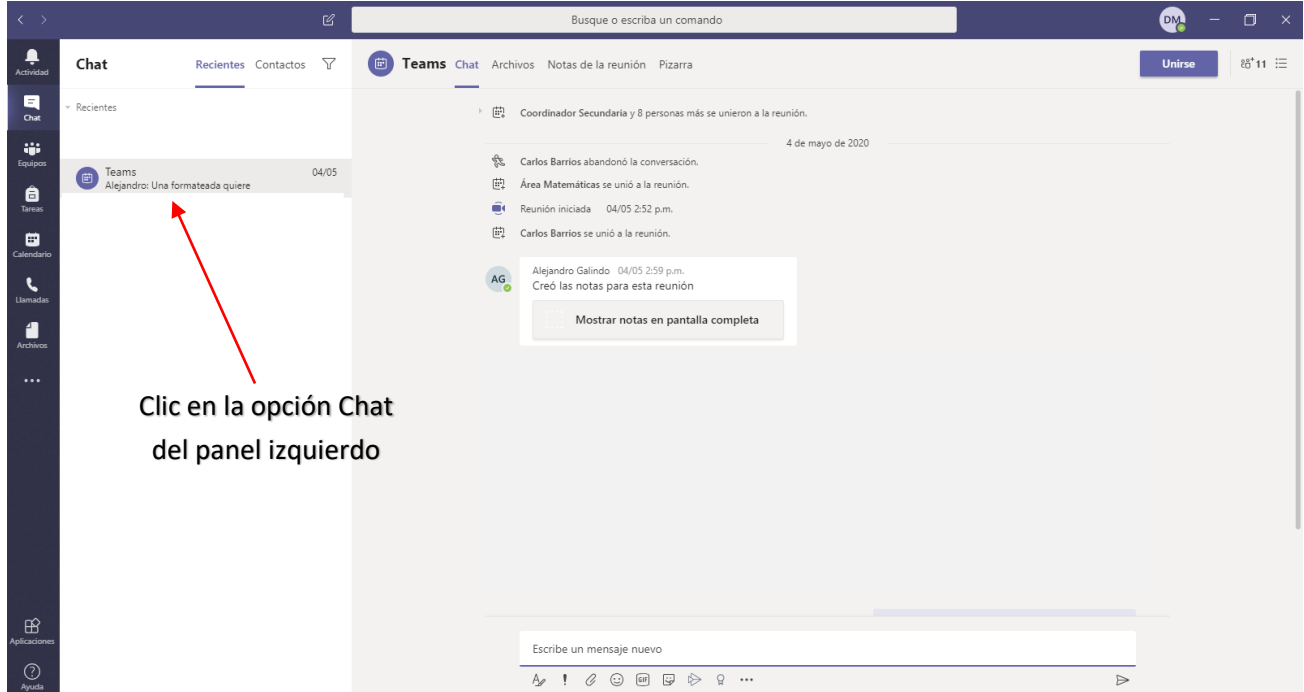 Busque o escriba un comando
DM
Actividad
Chat
Equipos
Tareas
Calendario
Llamadas
Archivos
Aplicaciones
Ayuda
Chat Recientes Contactos
Recientes
Teams 04/05
Alejandro: Una formateada quiere
Clic en la opción Chat
del panel izquierdo
Teams Chat Archivos Notas de la reunión Pizarra
Unirse
11
Coordinador Secundaria y 8 personas más se unieron a la reunión.
4 de mayo de 2020
Carlos Barrios abandonó la conversación.
Área Matemáticas se unió a la reunión.
Reunión iniciada 04/05 2:52 p.m.
Carlos Barrios se unió a la reunión.
AG
Alejandro Galindo 04/05 2:59 p.m.
Creó las notas para esta reunión
Mostrar notas en pantalla completa
Escribe un mensaje nuevo
GIF